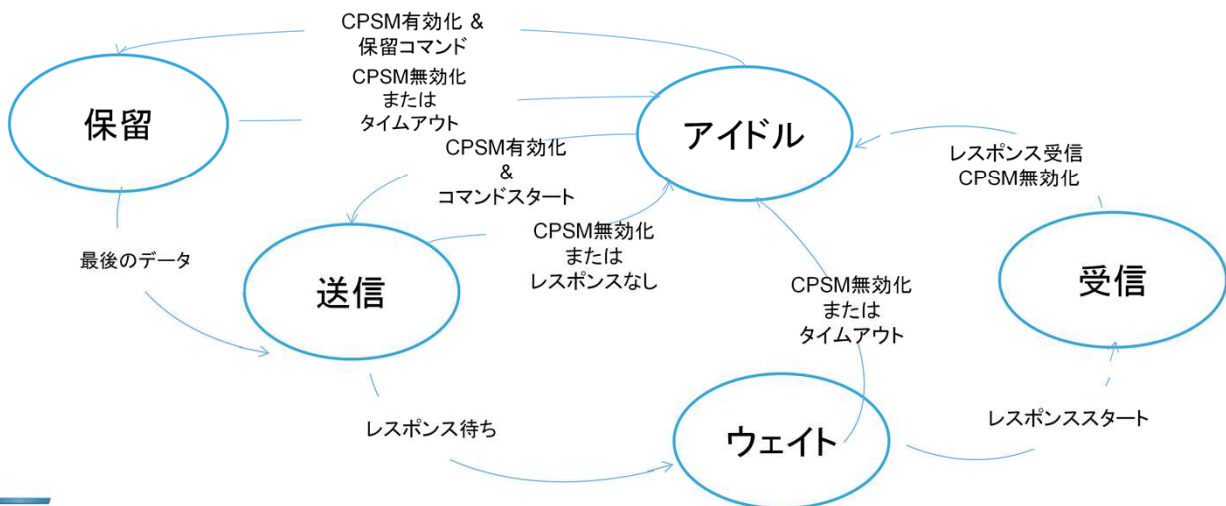 CPSM有効化 &
保留コマンド
保留
CPSM無効化
または
タイムアウト
アイドル
CPSM有効化
&
コマンドスタート
レスポンス受信
CPSM無効化
最後のデータ
送信
CPSM無効化
または
レスポンスなし
CPSM無効化
または
タイムアウト
受信
レスポンス待ち
ウェイト
レスポンススタート